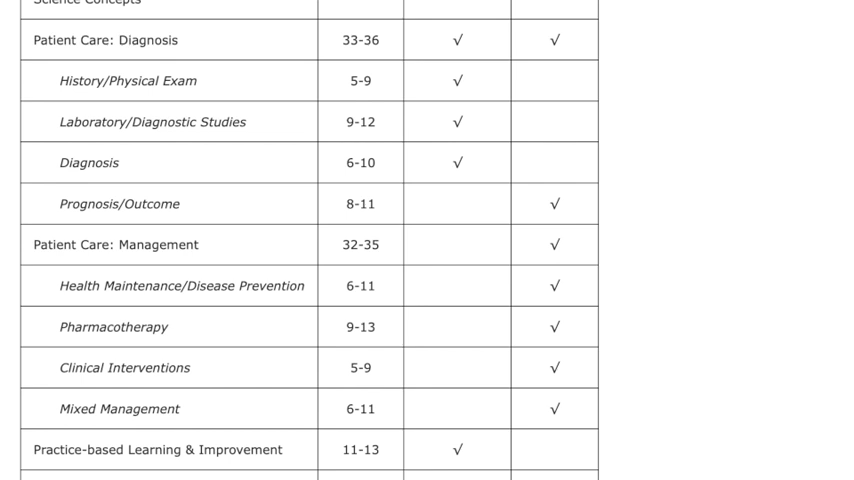 Science Concepts
Patient Care: Diagnosis 33-36 √ √
History/Physical Exam 5-9 √
Laboratory/Diagnostic Studies 9-12 √
Diagnosis 6-10 √
Prognosis/Outcome 8-11 √
Patient Care: Management 32-35 √
Health Maintenance/Disease Prevention 6-11 √
Pharmacotherapy 9-13 √
Clinical Interventions 5-9 √
Mixed Management 6-11 √
Practice-based Learning & Improvement 11-13 √